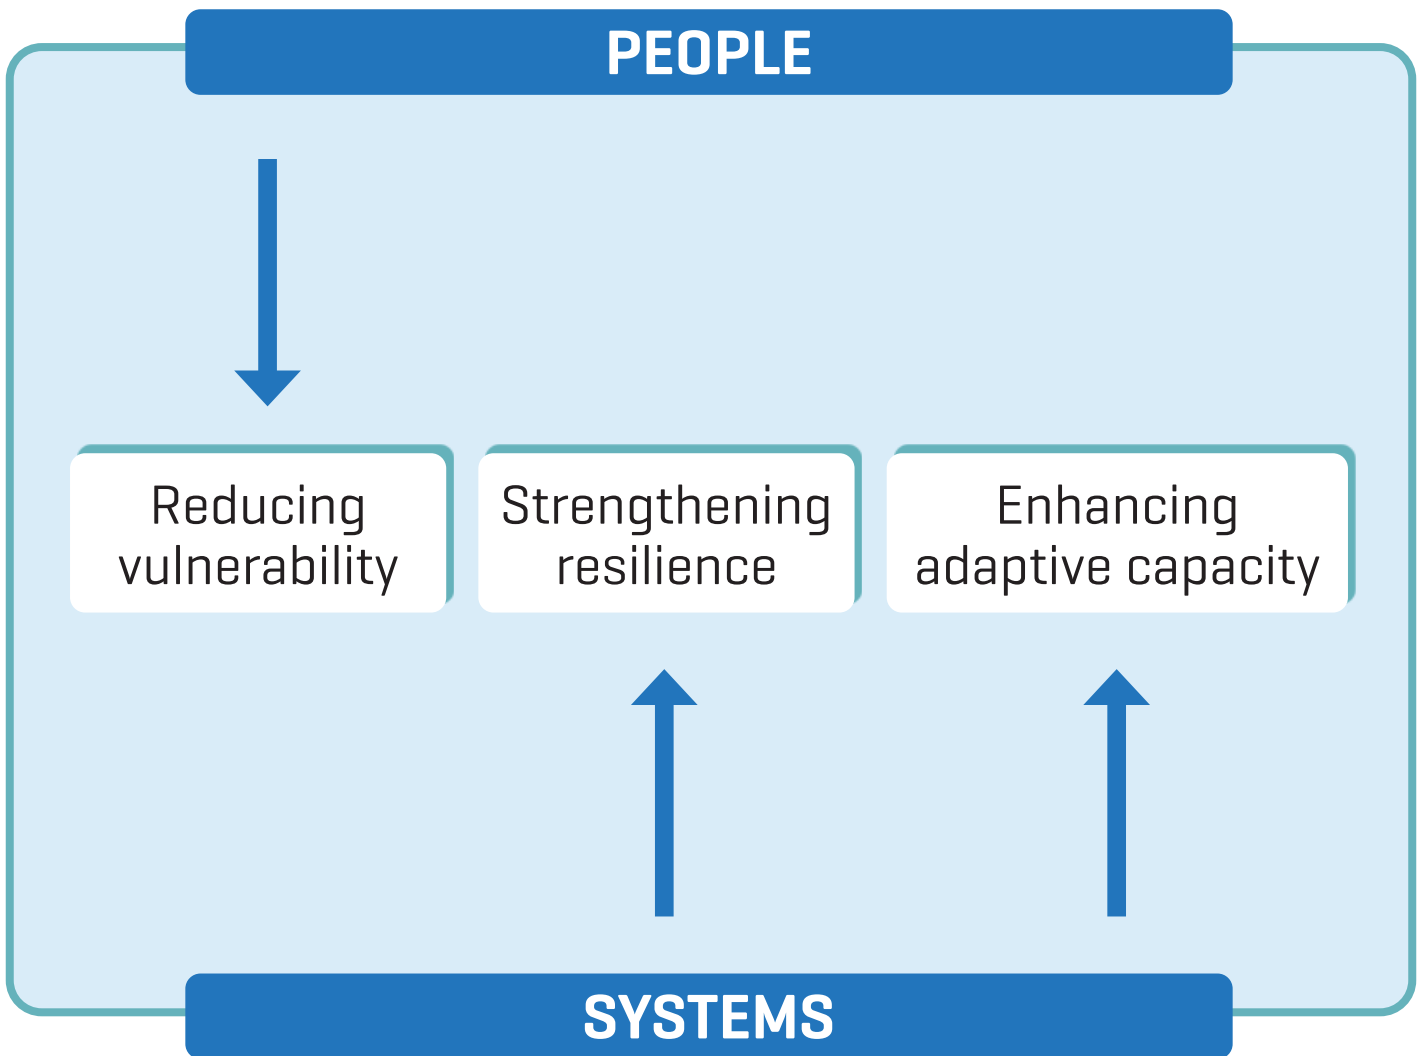 PEOPLE
Reducing
vulnerability
Strengthening
resilience
Enhancing
adaptive capacity
SYSTEMS